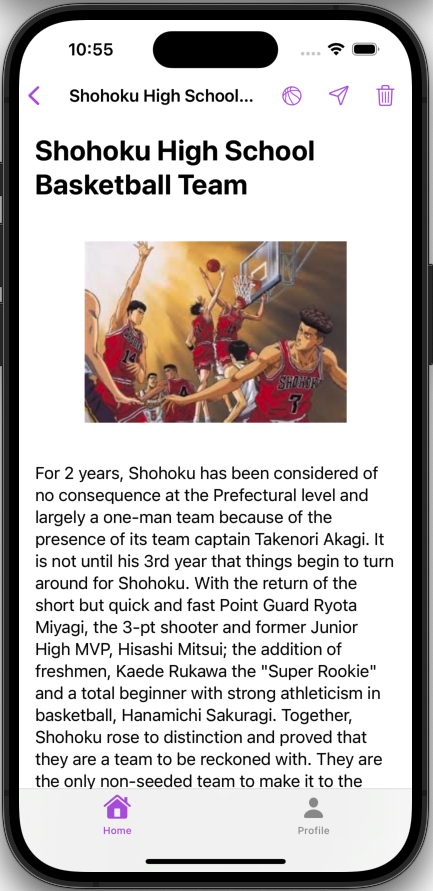 10:55
Shohoku High School...
Shohoku High School
Basketball Team
14
4
SHOHOK
7
For 2 years, Shohoku has been considered of
no consequence at the Prefectural level and
largely a one-man team because of the
presence of its team captain Takenori Akagi. It
is not until his 3rd year that things begin to turn
around for Shohoku. With the return of the
short but quick and fast Point Guard Ryota
Miyagi, the 3-pt shooter and former Junior
High MVP, Hisashi Mitsui; the addition of
freshmen, Kaede Rukawa the "Super Rookie"
and a total beginner with strong athleticism in
basketball, Hanamichi Sakuragi. Together,
Shohoku rose to distinction and proved that
they are a team to be reckoned with. They are
the only non-seeded team to make it to the
Home
Profile